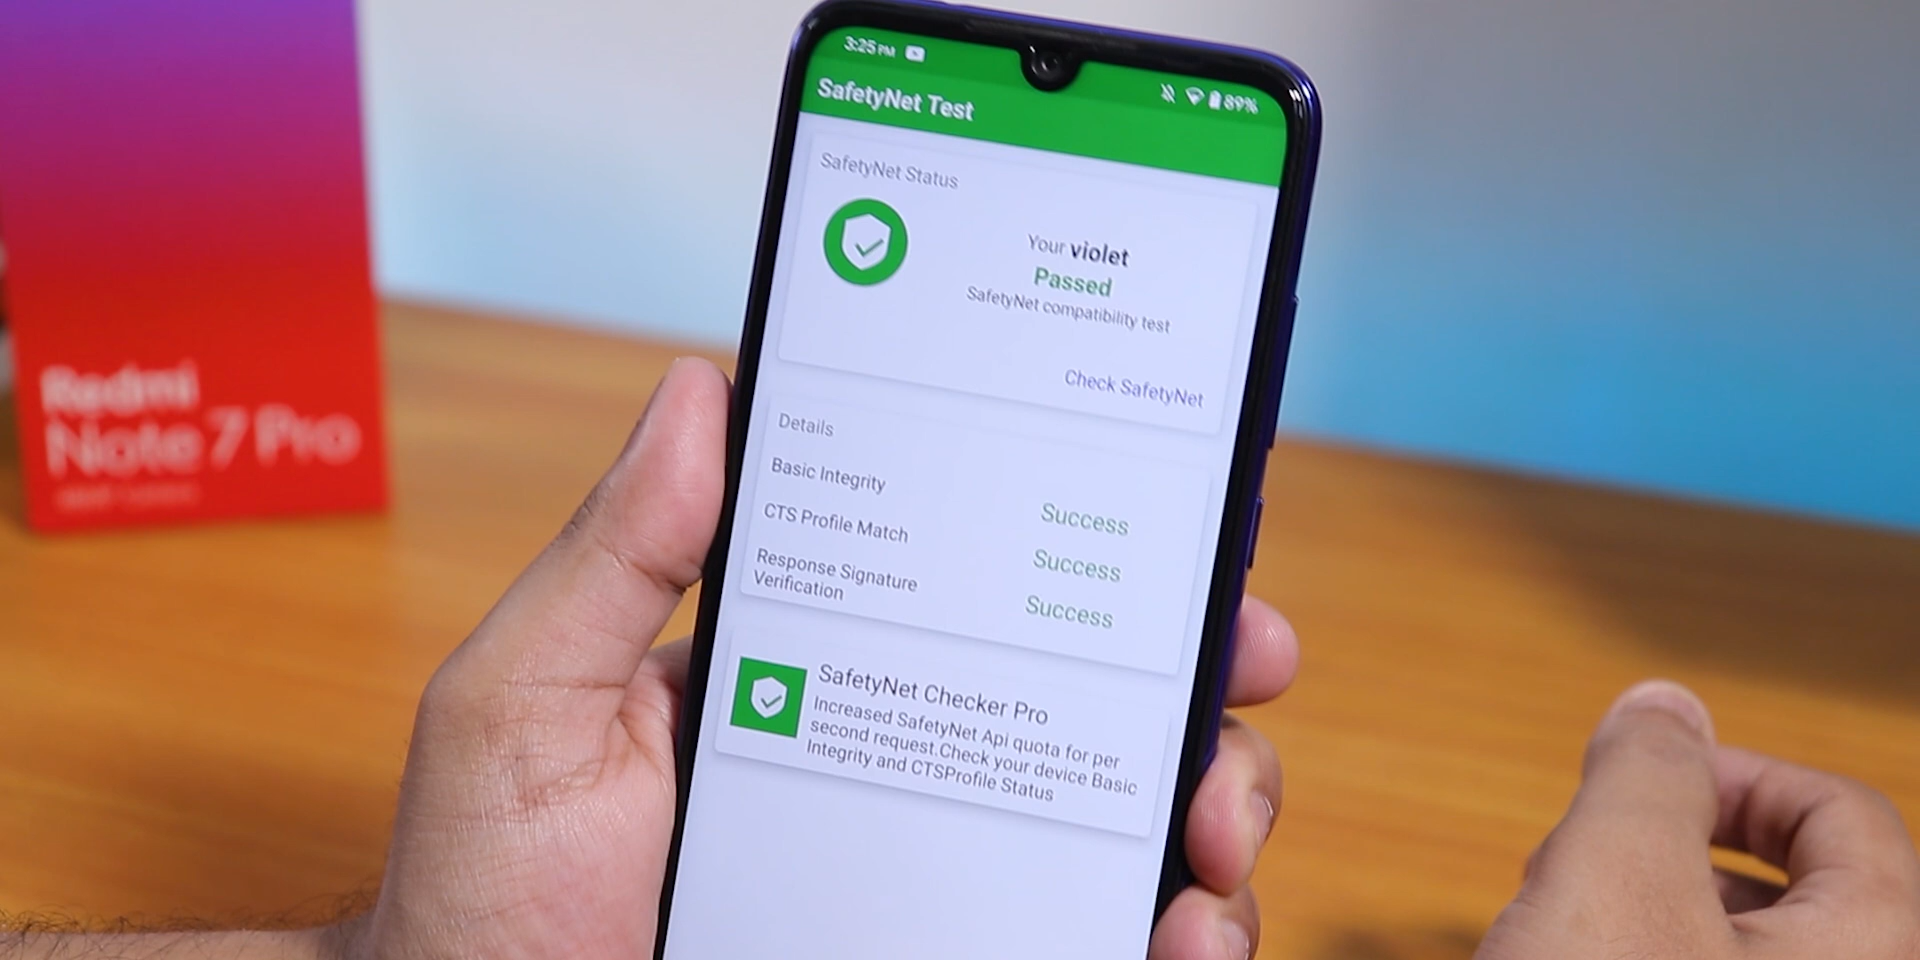 Redmi
Note 7 Pro
3:25 PM
89%
SafetyNet Test
SafetyNet Status
Your violet
Passed
SafetyNet compatibility test
Check SafetyNet
Details
Basic Integrity
Success
CTS Profile Match
Success
Response Signature
Verification
Success
SafetyNet Checker Pro
Increased SafetyNet Api quota for per
second request.Check your device Basic
Integrity and CTSProfile Status